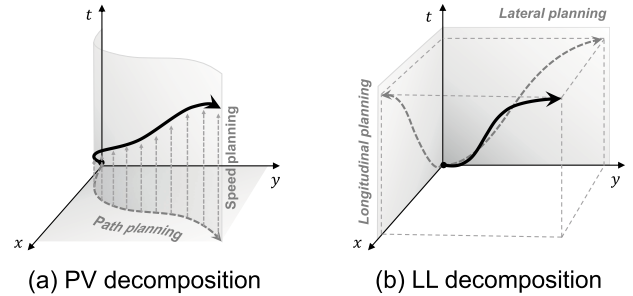 t
y
x
Path planning
Speed planning
(a) PV decomposition
t
y
x
Longitudinal planning
Lateral planning
(b) LL decomposition